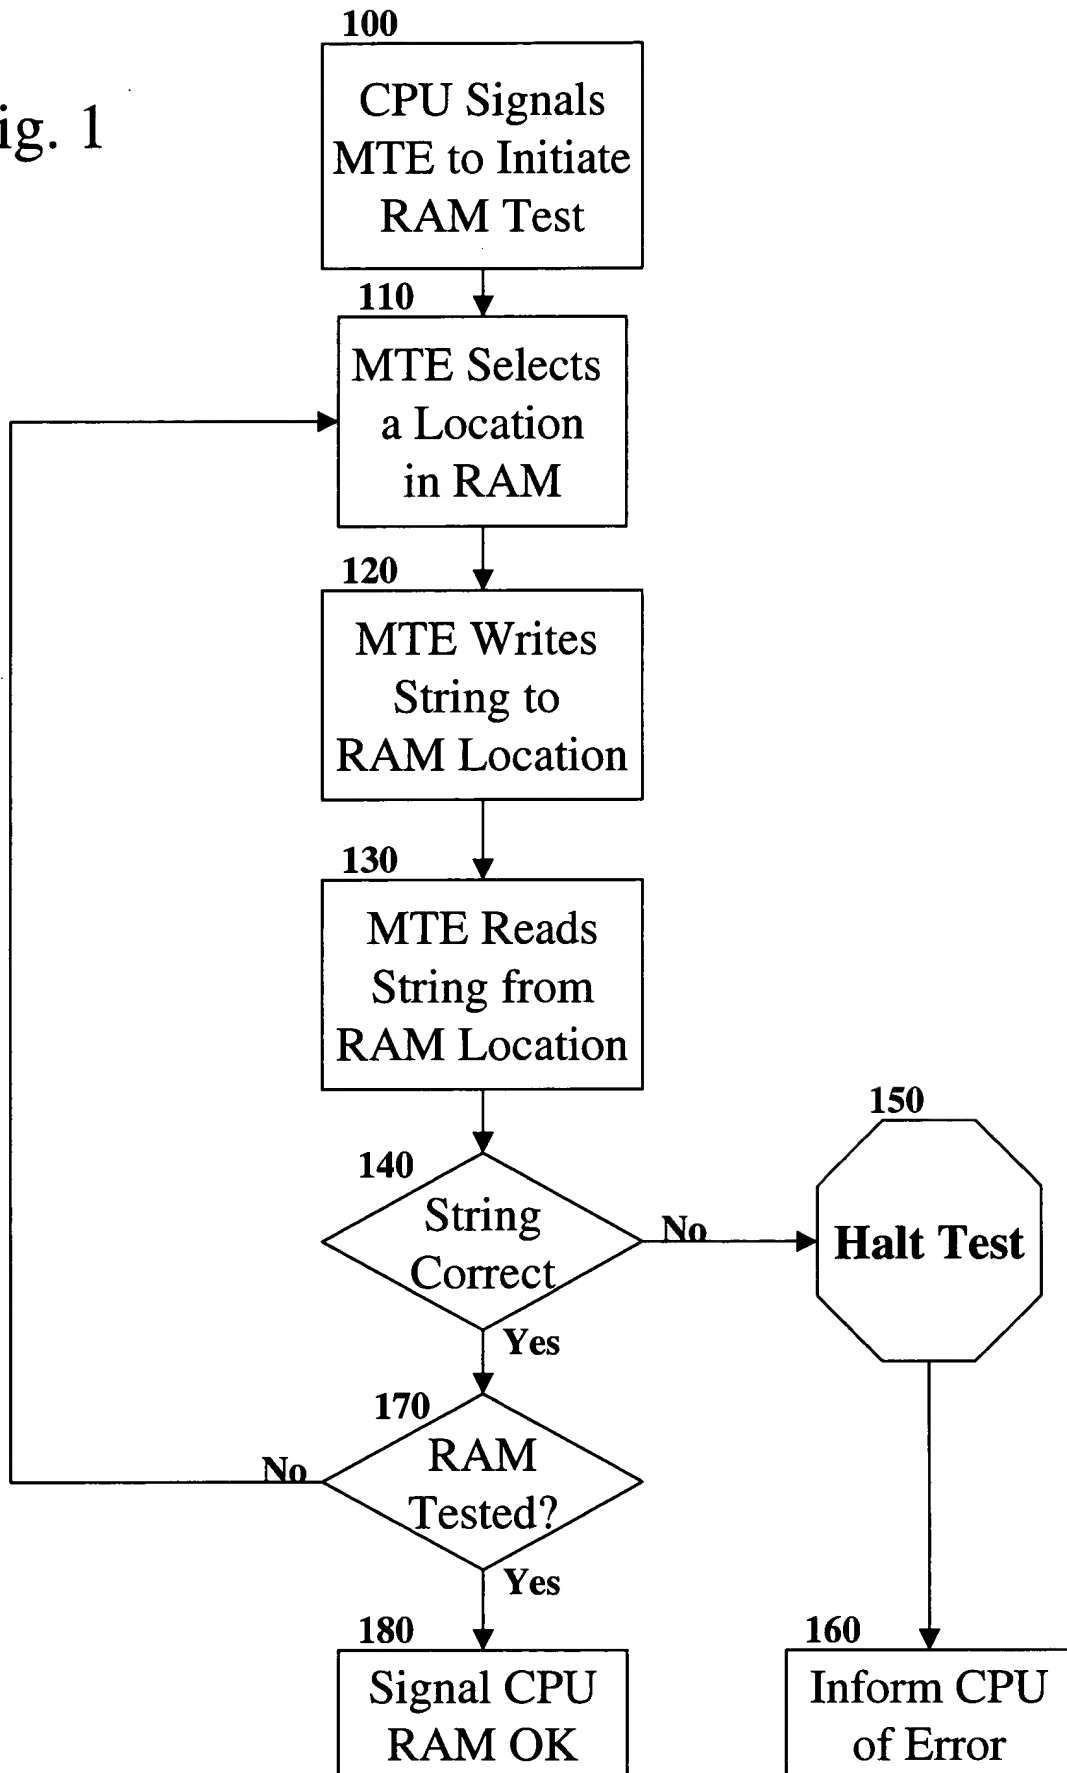 ig. 1
100
CPU Signals
MTE to Initiate
RAM Test
110
MTE Selects
a Location
in RAM
120
MTE Writes
String to
RAM Location
130
MTE Reads
String from
RAM Location
140
String
Correct
No
150
Halt Test
Yes
170
RAM
Tested?
No
Yes
180
Signal CPU
RAM OK
160
Inform CPU
of Error